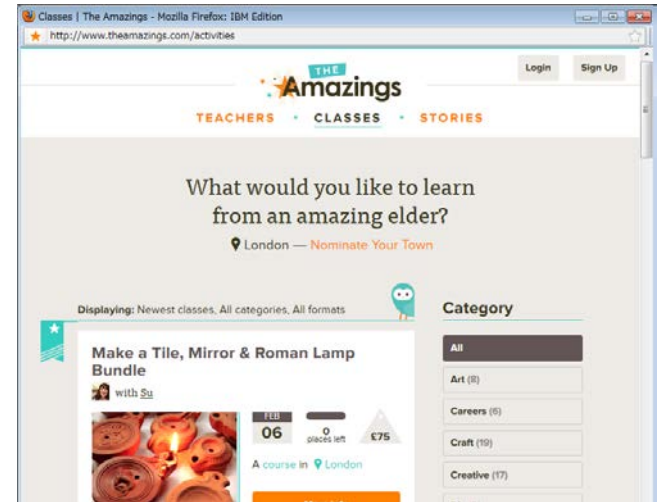 Classes | The Amazings - Mozilla Firefox: IBM Edition
http://www.theamazings.com/activities
Login Sign Up
THE
Amazings
TEACHERS • CLASSES • STORIES
What would you like to learn
from an amazing elder?
London — Nominate Your Town
Displaying: Newest classes, All categories, All formats
Make a Tile, Mirror & Roman Lamp
Bundle
with Su
FEB
06
0
places left
£75
A course in London
Category
All
Art (8)
Careers (6)
Craft (19)
Creative (17)